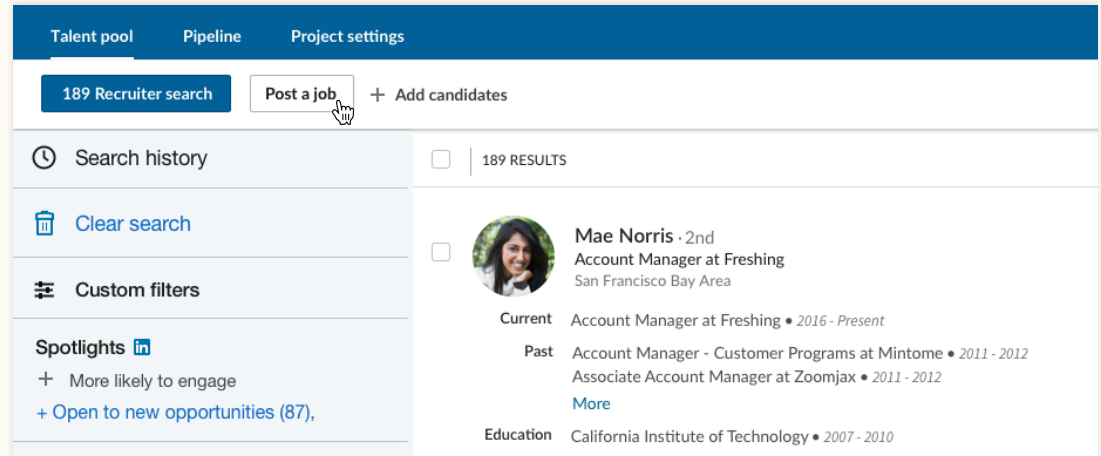 Talent pool Pipeline Project settings
189 Recruiter search Post a job + Add candidates
Search history
Clear search
Custom filters
Spotlights in
+ More likely to engage
+ Open to new opportunities (87),
189 RESULTS
Mae Norris · 2nd
Account Manager at Freshing
San Francisco Bay Area
Current Account Manager at Freshing • 2016 - Present
Past Account Manager - Customer Programs at Mintome • 2011 - 2012
Associate Account Manager at Zoomjax • 2011 - 2012
More
Education California Institute of Technology • 2007 - 2010